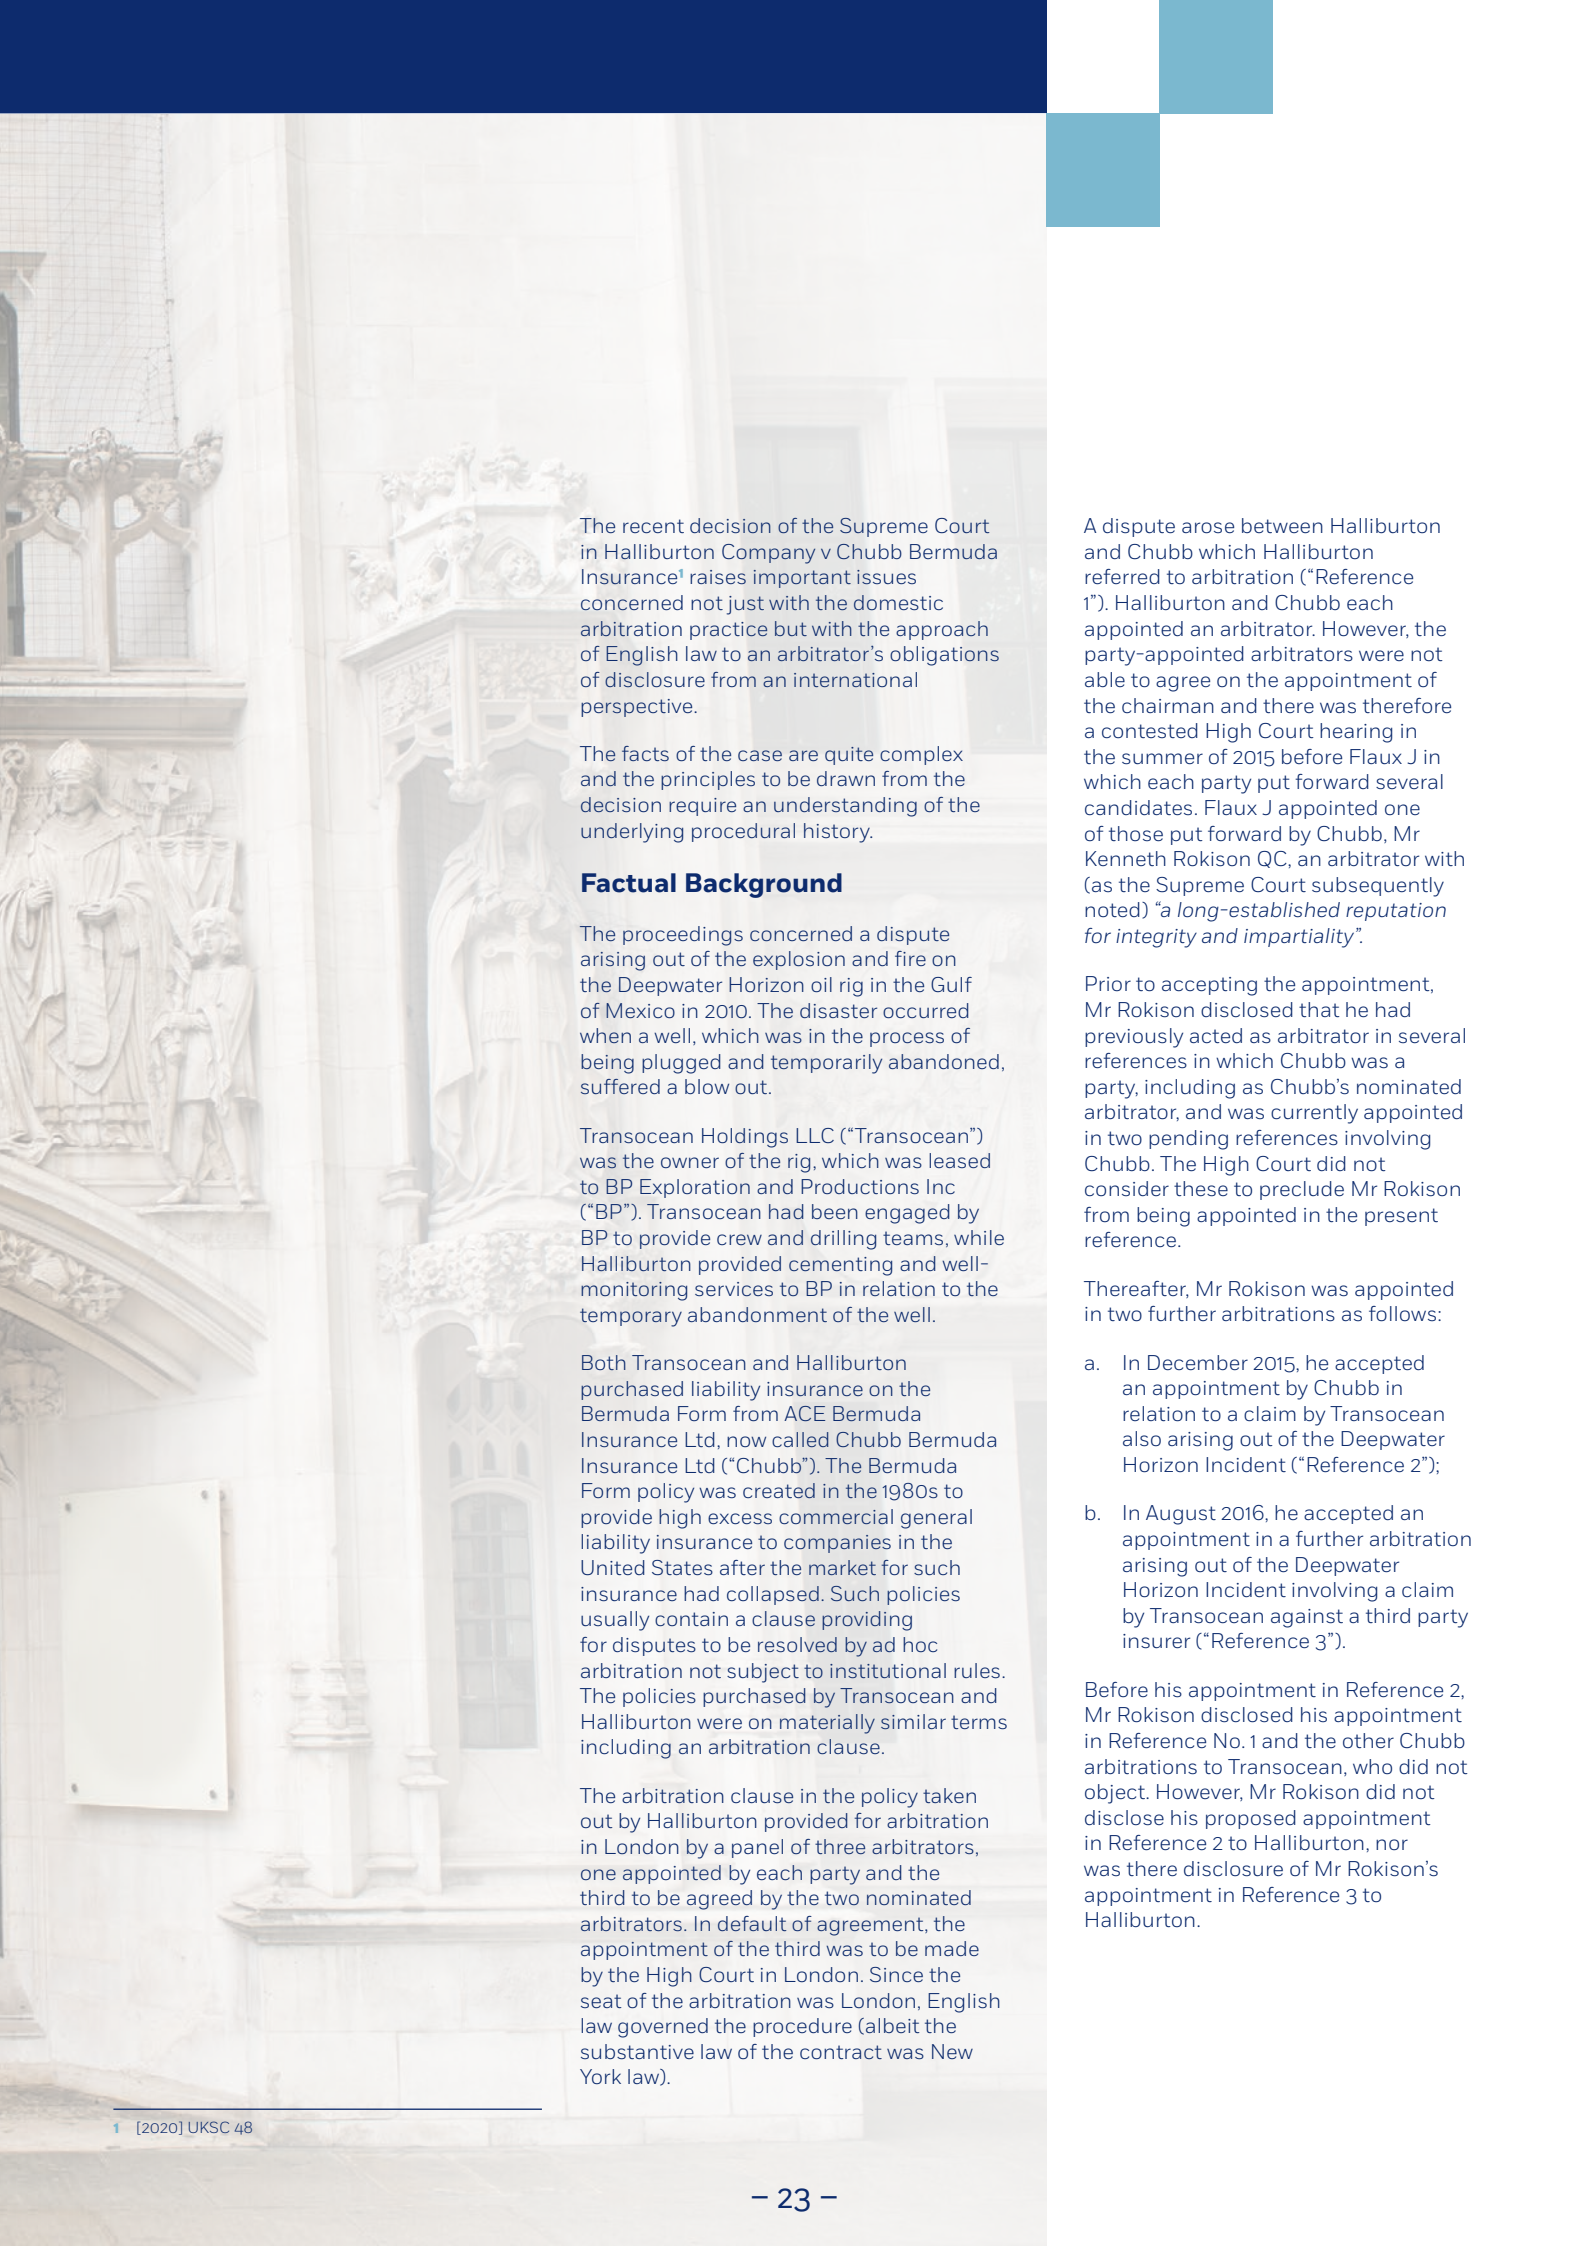 The recent decision of the Supreme Court
in Halliburton Company v Chubb Bermuda
Insurance1 raises important issues
concerned not just with the domestic
arbitration practice but with the approach
of English law to an arbitrator's obligations
of disclosure from an international
perspective.
The facts of the case are quite complex
and the principles to be drawn from the
decision require an understanding of the
underlying procedural history.
Factual Background
The proceedings concerned a dispute
arising out of the explosion and fire on
the Deepwater Horizon oil rig in the Gulf
of Mexico in 2010. The disaster occurred
when a well, which was in the process of
being plugged and temporarily abandoned,
suffered a blow out.
Transocean Holdings LLC (“Transocean”)
was the owner of the rig, which was leased
to BP Exploration and Productions Inc
(“BP”). Transocean had been engaged by
BP to provide crew and drilling teams, while
Halliburton provided cementing and well-
monitoring services to BP in relation to the
temporary abandonment of the well.
Both Transocean and Halliburton
purchased liability insurance on the
Bermuda Form from ACE Bermuda
Insurance Ltd, now called Chubb Bermuda
Insurance Ltd (“Chubb”). The Bermuda
Form policy was created in the 1980s to
provide high excess commercial general
liability insurance to companies in the
United States after the market for such
insurance had collapsed. Such policies
usually contain a clause providing
for disputes to be resolved by ad hoc
arbitration not subject to institutional rules.
The policies purchased by Transocean and
Halliburton were on materially similar terms
including an arbitration clause.
The arbitration clause in the policy taken
out by Halliburton provided for arbitration
in London by a panel of three arbitrators,
one appointed by each party and the
third to be agreed by the two nominated
arbitrators. In default of agreement, the
appointment of the third was to be made
by the High Court in London. Since the
seat of the arbitration was London, English
law governed the procedure (albeit the
substantive law of the contract was New
York law).
A dispute arose between Halliburton
and Chubb which Halliburton
referred to arbitration (“Reference
1”). Halliburton and Chubb each
appointed an arbitrator. However, the
party-appointed arbitrators were not
able to agree on the appointment of
the chairman and there was therefore
a contested High Court hearing in
the summer of 2015 before Flaux J in
which each party put forward several
candidates. Flaux J appointed one
of those put forward by Chubb, Mr
Kenneth Rokison QC, an arbitrator with
(as the Supreme Court subsequently
noted) “a long-established reputation
for integrity and impartiality”.
Prior to accepting the appointment,
Mr Rokison disclosed that he had
previously acted as arbitrator in several
references in which Chubb was a
party, including as Chubb's nominated
arbitrator, and was currently appointed
in two pending references involving
Chubb. The High Court did not
consider these to preclude Mr Rokison
from being appointed in the present
reference.
Thereafter, Mr Rokison was appointed
in two further arbitrations as follows:
a. In December 2015, he accepted
an appointment by Chubb in
relation to a claim by Transocean
also arising out of the Deepwater
Horizon Incident (“Reference 2”);
b. In August 2016, he accepted an
appointment in a further arbitration
arising out of the Deepwater
Horizon Incident involving a claim
by Transocean against a third party
insurer (“Reference 3”).
Before his appointment in Reference 2,
Mr Rokison disclosed his appointment
in Reference No. 1 and the other Chubb
arbitrations to Transocean, who did not
object. However, Mr Rokison did not
disclose his proposed appointment
in Reference 2 to Halliburton, nor
was there disclosure of Mr Rokison's
appointment in Reference 3 to
Halliburton.
1 [2020] UKSC 48
– 23 –